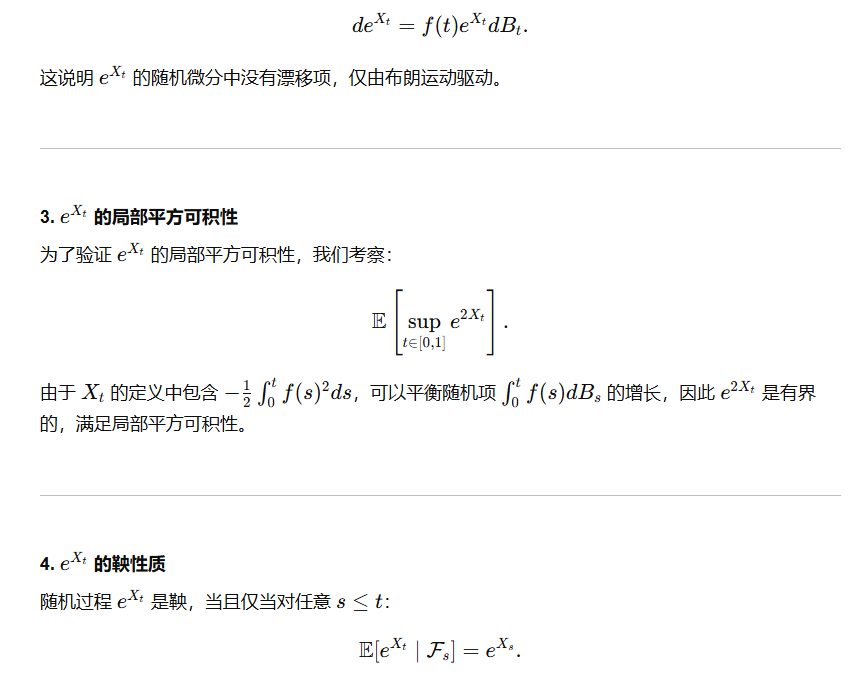 $$de^{X_t} = f(t)e^{X_t}dB_t.$$
这说明 $e^{X_t}$ 的随机微分中没有漂移项，仅由布朗运动驱动。
3. $e^{X_t}$ 的局部平方可积性
为了验证 $e^{X_t}$ 的局部平方可积性，我们考察：
$$\mathbb{E}\left[\sup_{t\in[0,1]} e^{2X_t}\right].$$
由于 $X_t$ 的定义中包含 $-\frac{1}{2}\int_0^t f(s)^2ds$，可以平衡随机项 $\int_0^t f(s)dB_s$ 的增长，因此 $e^{2X_t}$ 是有界
的，满足局部平方可积性。
4. $e^{X_t}$ 的鞅性质
随机过程 $e^{X_t}$ 是鞅，当且仅当对任意 $s \leq t$：
$$\mathbb{E}[e^{X_t} \mid \mathcal{F}_s] = e^{X_s}.$$